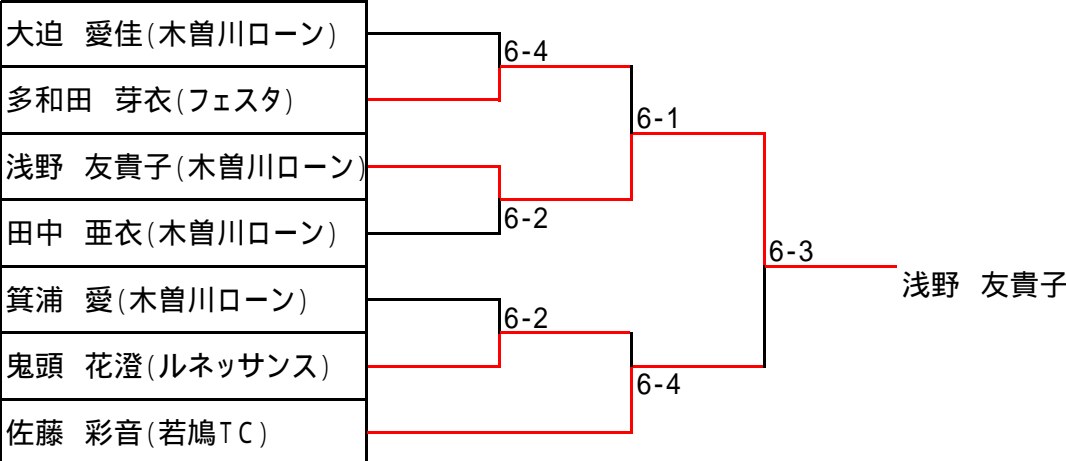 大迫 愛佳(木曽川ローン)
多和田 芽衣(フェスタ)
浅野 友貴子(木曽川ローン)
田中 亜衣(木曽川ローン)
箕浦 愛(木曽川ローン)
鬼頭 花澄(ルネッサンス)
佐藤 彩音(若鳩TC)
6-4
6-2
6-2
6-1
6-4
6-3
浅野 友貴子